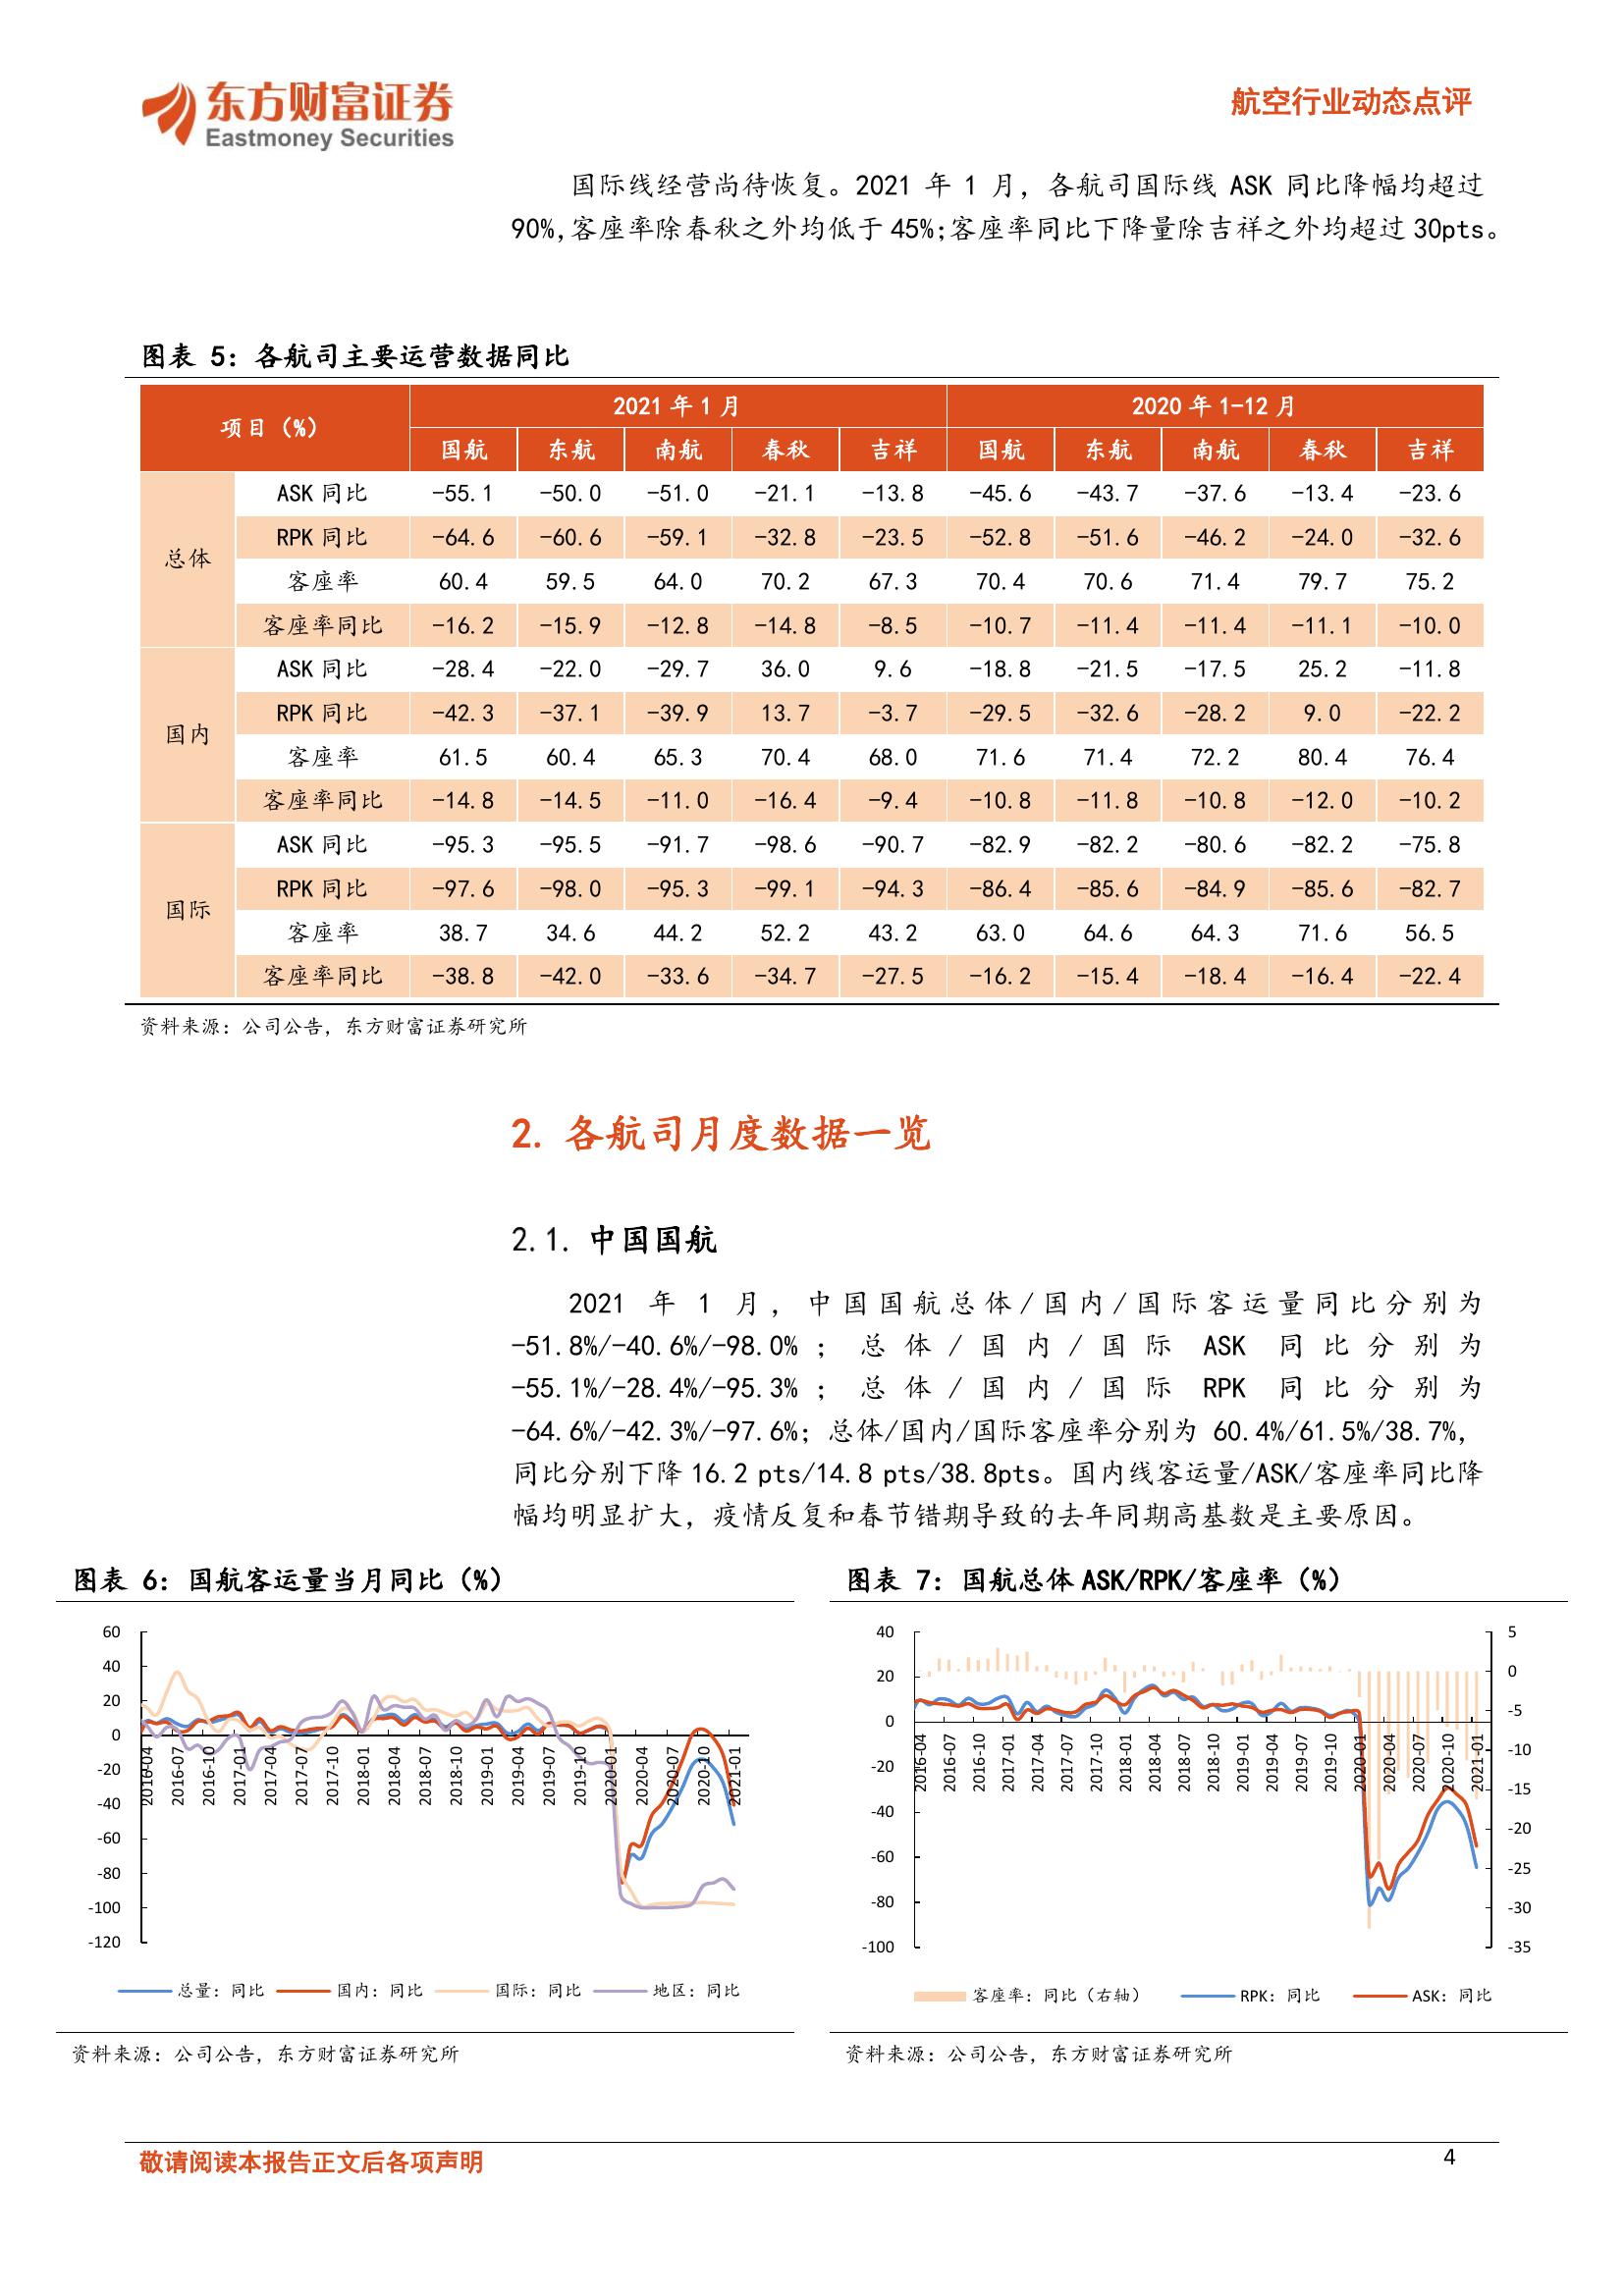 东方财富证券
Eastmoney Securities
航空行业动态点评
国际线经营尚待恢复。2021 年 1 月，各航司国际线 ASK 同比降幅均超过
90%,客座率除春秋之外均低于 45%;客座率同比下降量除吉祥之外均超过 30pts。
图表 5：各航司主要运营数据同比
项目（%） 2021 年 1 月 2020 年 1-12 月
国航 东航 南航 春秋 吉祥 国航 东航 南航 春秋 吉祥
总体
ASK 同比 -55.1 -50.0 -51.0 -21.1 -13.8 -45.6 -43.7 -37.6 -13.4 -23.6
RPK 同比 -64.6 -60.6 -59.1 -32.8 -23.5 -52.8 -51.6 -46.2 -24.0 -32.6
客座率 60.4 59.5 64.0 70.2 67.3 70.4 70.6 71.4 79.7 75.2
客座率同比 -16.2 -15.9 -12.8 -14.8 -8.5 -10.7 -11.4 -11.4 -11.1 -10.0
国内
ASK 同比 -28.4 -22.0 -29.7 36.0 9.6 -18.8 -21.5 -17.5 25.2 -11.8
RPK 同比 -42.3 -37.1 -39.9 13.7 -3.7 -29.5 -32.6 -28.2 9.0 -22.2
客座率 61.5 60.4 65.3 70.4 68.0 71.6 71.4 72.2 80.4 76.4
客座率同比 -14.8 -14.5 -11.0 -16.4 -9.4 -10.8 -11.8 -10.8 -12.0 -10.2
国际
ASK 同比 -95.3 -95.5 -91.7 -98.6 -90.7 -82.9 -82.2 -80.6 -82.2 -75.8
RPK 同比 -97.6 -98.0 -95.3 -99.1 -94.3 -86.4 -85.6 -84.9 -85.6 -82.7
客座率 38.7 34.6 44.2 52.2 43.2 63.0 64.6 64.3 71.6 56.5
客座率同比 -38.8 -42.0 -33.6 -34.7 -27.5 -16.2 -15.4 -18.4 -16.4 -22.4
资料来源：公司公告，东方财富证券研究所
2. 各航司月度数据一览
2.1. 中国国航
2021 年 1 月，中国国航总体/国内/国际客运量同比分别为
-51.8%/-40.6%/-98.0%；总体/国内/国际 ASK 同比分别为
-55.1%/-28.4%/-95.3%；总体/国内/国际 RPK 同比分别为
-64.6%/-42.3%/-97.6%；总体/国内/国际客座率分别为 60.4%/61.5%/38.7%，
同比分别下降 16.2 pts/14.8 pts/38.8pts。国内线客运量/ASK/客座率同比降
幅均明显扩大，疫情反复和春节错期导致的去年同期高基数是主要原因。
图表 6：国航客运量当月同比（%）
60
40
20
0
-20
-40
-60
-80
-100
-120
2016-04 2016-07 2016-10 2017-01 2017-04 2017-07 2017-10 2018-01 2018-04 2018-07 2018-10 2019-01 2019-04 2019-07 2019-10 2020-01 2020-04 2020-07 2020-10 2021-01
总量：同比 国内：同比 国际：同比 地区：同比
资料来源：公司公告，东方财富证券研究所
图表 7：国航总体 ASK/RPK/客座率（%）
40
20
0
-20
-40
-60
-80
-100
2016-04 2016-07 2016-10 2017-01 2017-04 2017-07 2017-10 2018-01 2018-04 2018-07 2018-10 2019-01 2019-04 2019-07 2019-10 2020-01 2020-04 2020-07 2020-10 2021-01
5
0
-5
-10
-15
-20
-25
-30
-35
客座率：同比（右轴） RPK：同比 ASK：同比
资料来源：公司公告，东方财富证券研究所
敬请阅读本报告正文后各项声明
4